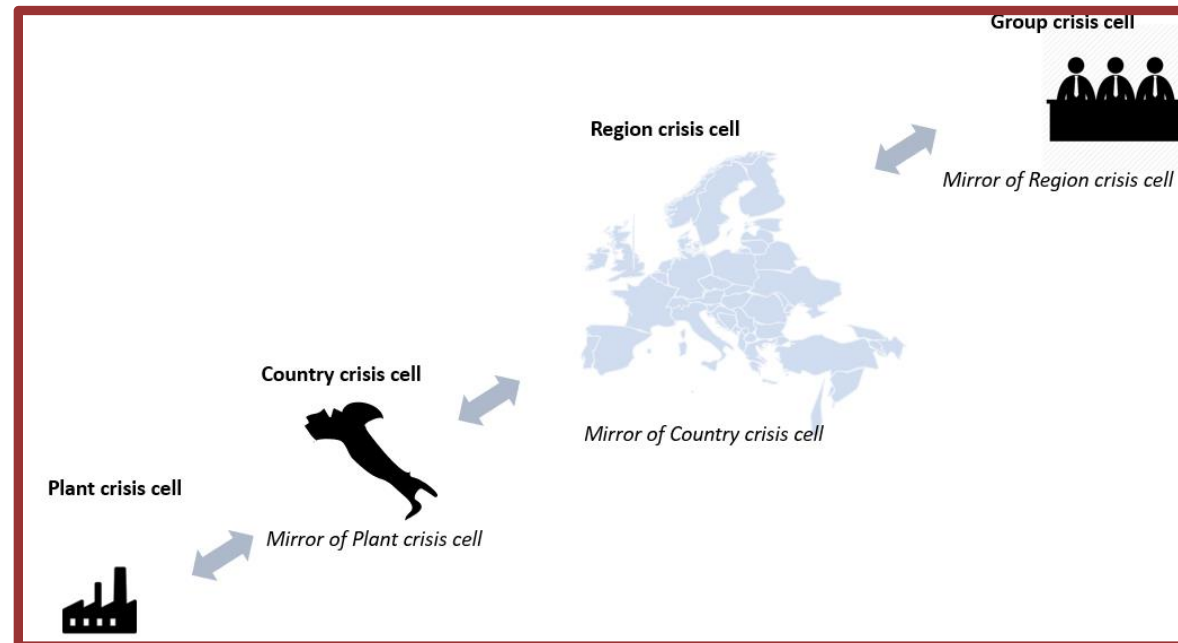 Group crisis cell
Region crisis cell
Mirror of Region crisis cell
Country crisis cell
Mirror of Country crisis cell
Plant crisis cell
Mirror of Plant crisis cell